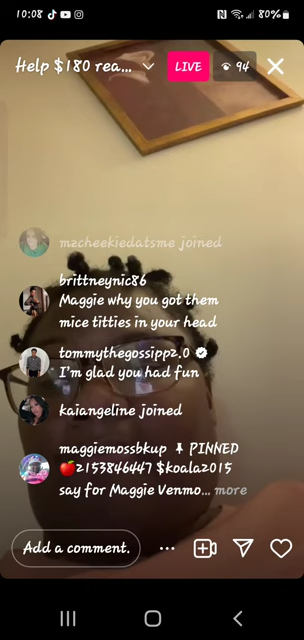 10:08
80%
Help $180 rea...
LIVE
94
mzcheekiedatsme joined
brittneynic86
Maggie why you got them
mice titties in your head
tommythegossipp2.0
I'm glad you had fun
kaiangeline joined
maggiemossbkup PINNED
🍎2153846447 $koala2015
say for Maggie Venmo... more
Add a comment.